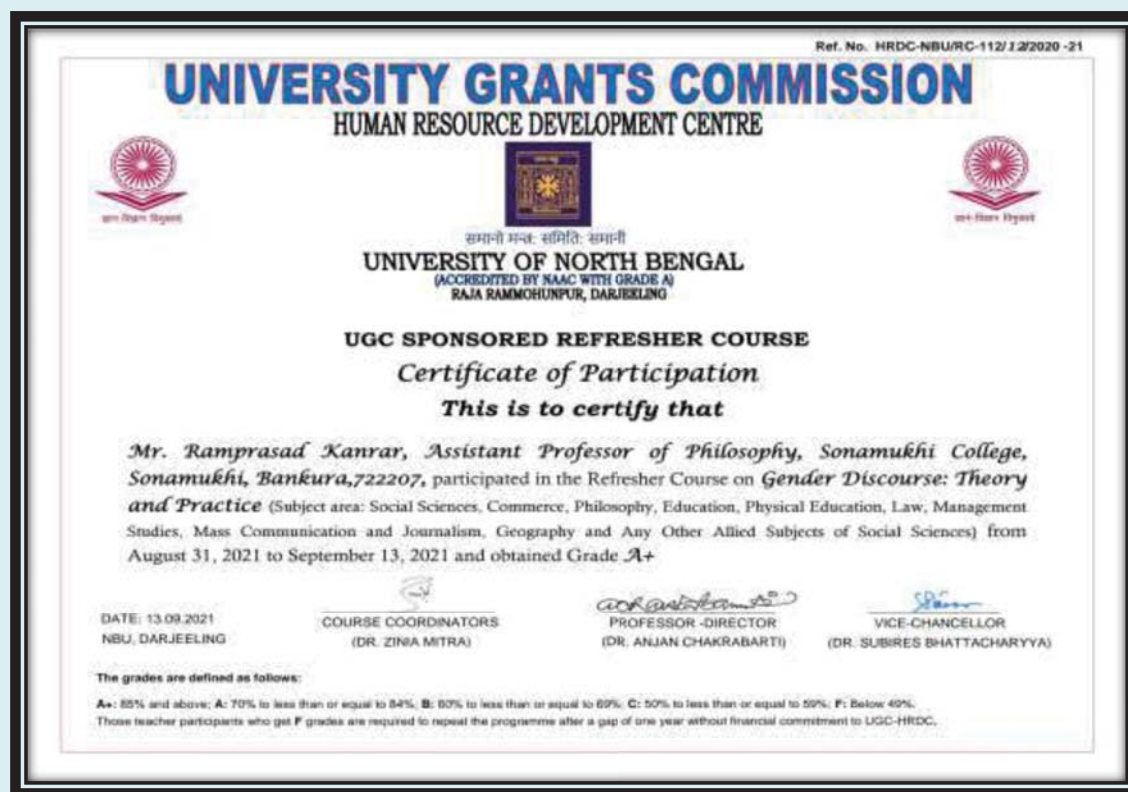 Ref. No. HRDC-NBU/RC-112/12/2020 -21
UNIVERSITY GRANTS COMMISSION
HUMAN RESOURCE DEVELOPMENT CENTRE
ज्ञान-विज्ञान विमुक्तये
ज्ञान-विज्ञान विमुक्तये
समानो मन्त्र: समिति: समानी
UNIVERSITY OF NORTH BENGAL
(ACCREDITED BY NAAC WITH GRADE A)
RAJA RAMMOHUNPUR, DARJEELING
UGC SPONSORED REFRESHER COURSE
Certificate of Participation
This is to certify that
Mr. Ramprasad Kanrar, Assistant Professor of Philosophy, Sonamukhi College,
Sonamukhi, Bankura,722207, participated in the Refresher Course on Gender Discourse: Theory
and Practice (Subject area: Social Sciences, Commerce, Philosophy, Education, Physical Education, Law, Management
Studies, Mass Communication and Journalism, Geography and Any Other Allied Subjects of Social Sciences) from
August 31, 2021 to September 13, 2021 and obtained Grade A+
DATE: 13.09.2021
NBU, DARJEELING
COURSE COORDINATORS
(DR. ZINIA MITRA)
PROFESSOR -DIRECTOR
(DR. ANJAN CHAKRABARTI)
VICE-CHANCELLOR
(DR. SUBIRES BHATTACHARYYA)
The grades are defined as follows:
A+: 85% and above; A: 70% to less than or equal to 84%; B: 60% to less than or equal to 69%; C: 50% to less than or equal to 59%; F: Below 49%.
Those teacher participants who get F grades are required to repeat the programme after a gap of one year without financial commitment to UGC-HRDC.